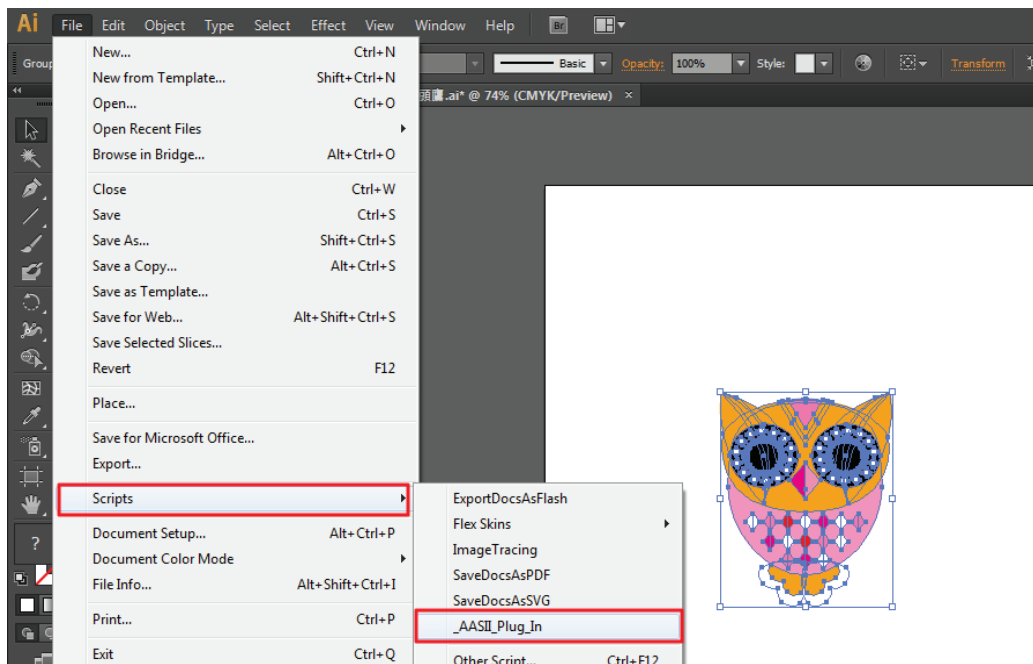 Ai File Edit Object Type Select Effect View Window Help Br
Group
Basic Opacity: 100% Style: Transform
頭鷹.ai* @ 74% (CMYK/Preview) ×
New... Ctrl+N
New from Template... Shift+Ctrl+N
Open... Ctrl+O
Open Recent Files
Browse in Bridge... Alt+Ctrl+O
Close Ctrl+W
Save Ctrl+S
Save As... Shift+Ctrl+S
Save a Copy... Alt+Ctrl+S
Save as Template...
Save for Web... Alt+Shift+Ctrl+S
Save Selected Slices...
Revert F12
Place...
Save for Microsoft Office...
Export...
Scripts
Document Setup... Alt+Ctrl+P
Document Color Mode
File Info... Alt+Shift+Ctrl+I
Print... Ctrl+P
Exit Ctrl+Q
ExportDocsAsFlash
Flex Skins
ImageTracing
SaveDocsAsPDF
SaveDocsAsSVG
_AASII_Plug_In
Other Script... Ctrl+F12
?